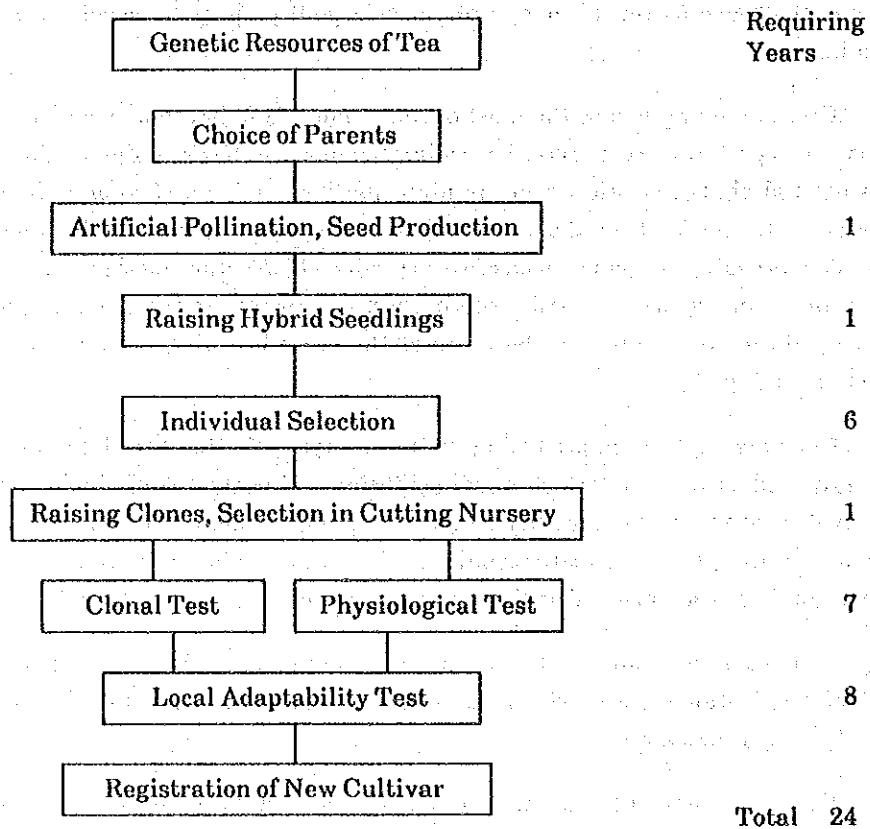 Requiring
Years
Genetic Resources of Tea
Choice of Parents
Artificial Pollination, Seed Production 1
Raising Hybrid Seedlings 1
Individual Selection 6
Raising Clones, Selection in Cutting Nursery 1
Clonal Test Physiological Test 7
Local Adaptability Test 8
Registration of New Cultivar
Total 24